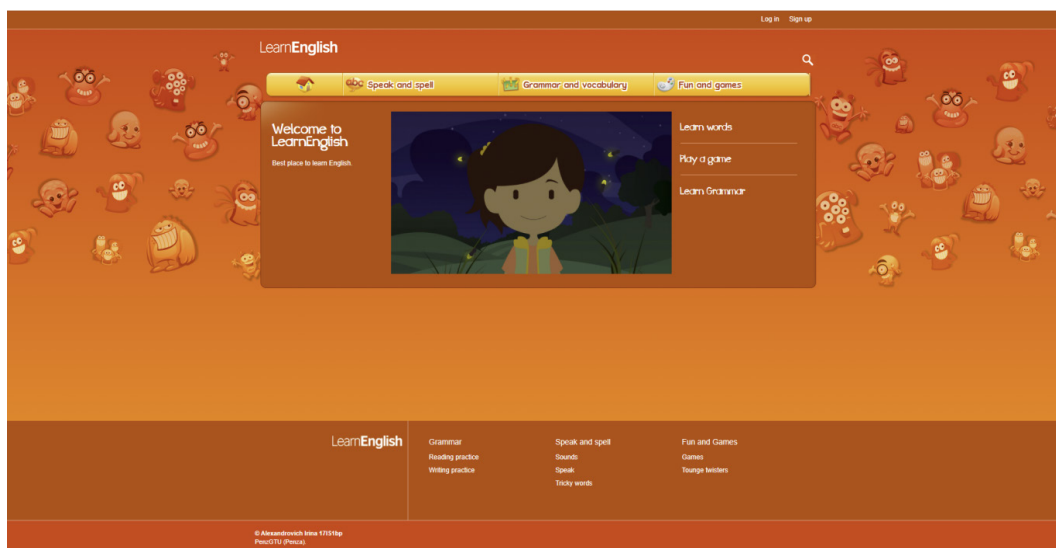 Log in Sign up
LearnEnglish
Speak and spell Grammar and vocabulary Fun and games
Welcome to
LearnEnglish
Best place to learn English
Learn words
Play a game
Learn Grammar
LearnEnglish
Grammar
Reading practice
Writing practice
Speak and spell
Sounds
Speak
Tricky words
Fun and Games
Games
Tounge twisters
© Alexandrovich Irina 17IS1bp
PenzGTU (Penza)